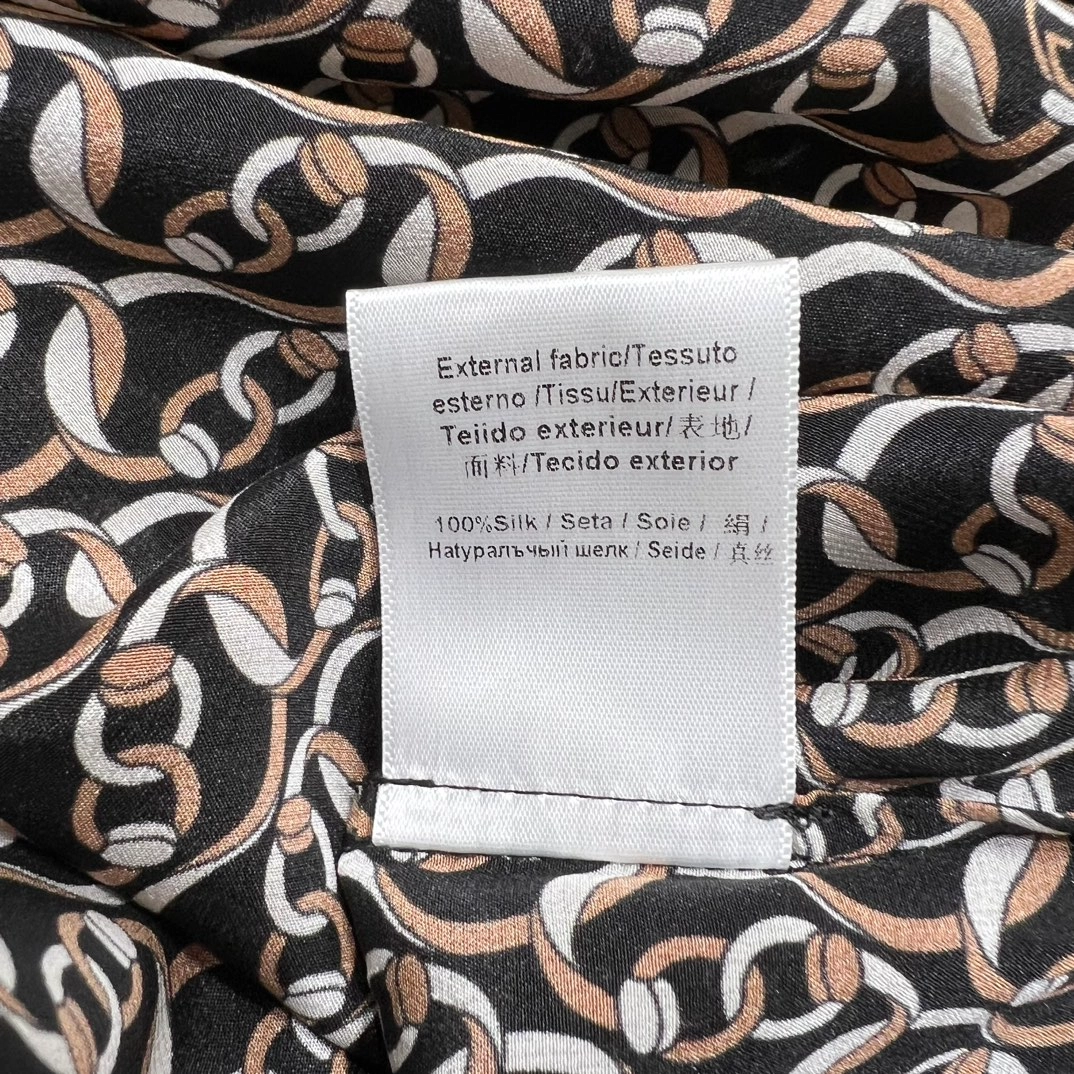 External fabric/Tessuto
esterno /Tissu/Exterieur /
Teiido exterieur/表地/
面料/Tecido exterior
100%Silk / Seta / Soie / 絹 /
Натуралъчый шелк / Seide / 真丝